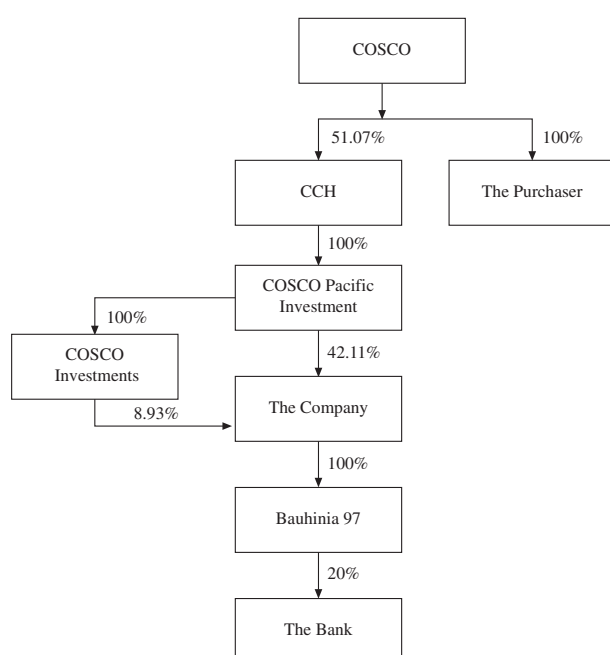 COSCO
51.07%
100%
CCH
The Purchaser
100%
COSCO Pacific
Investment
100%
42.11%
COSCO
Investments
The Company
8.93%
100%
Bauhinia 97
20%
The Bank